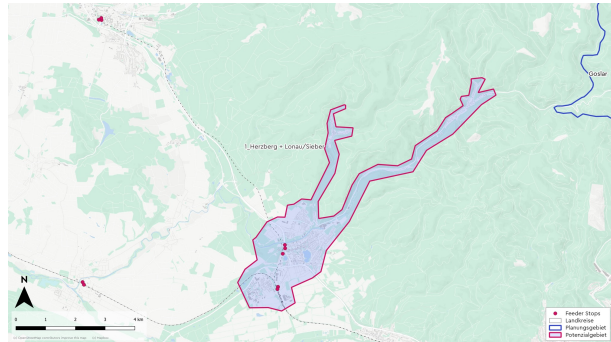 Goslar
1_Herzberg + Lonau/Sieber
N
0 1 2 3 4 km
Feeder Stops
Landkreise
Planungsgebiet
Potenzialgebiet